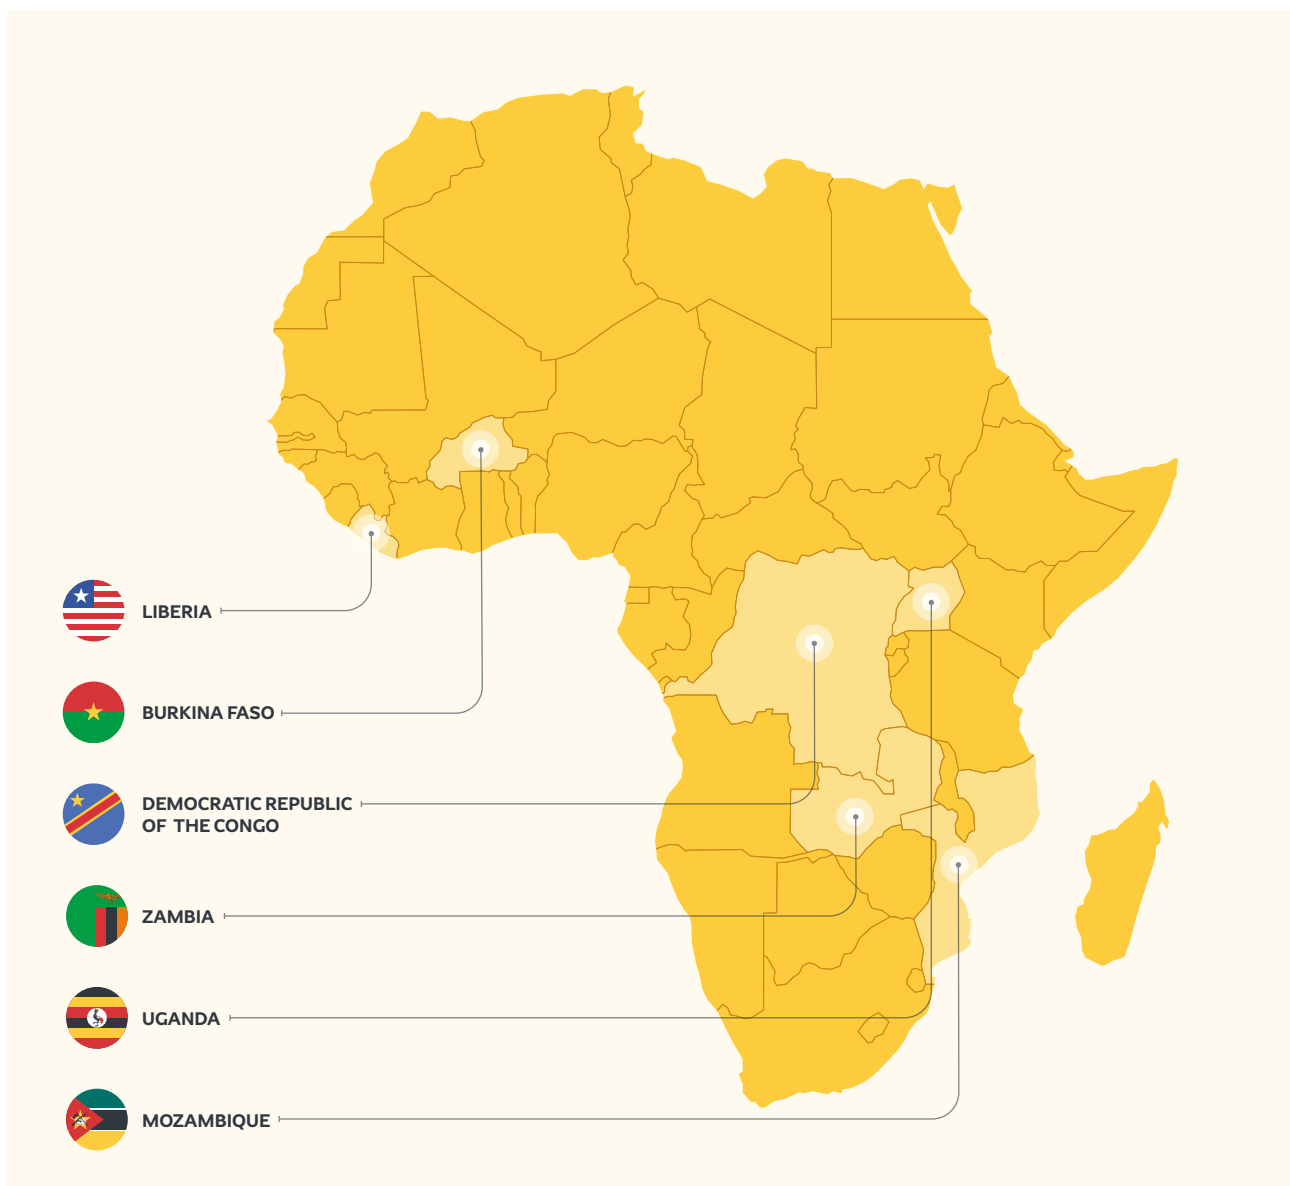 LIBERIA
BURKINA FASO
DEMOCRATIC REPUBLIC
OF THE CONGO
ZAMBIA
UGANDA
MOZAMBIQUE